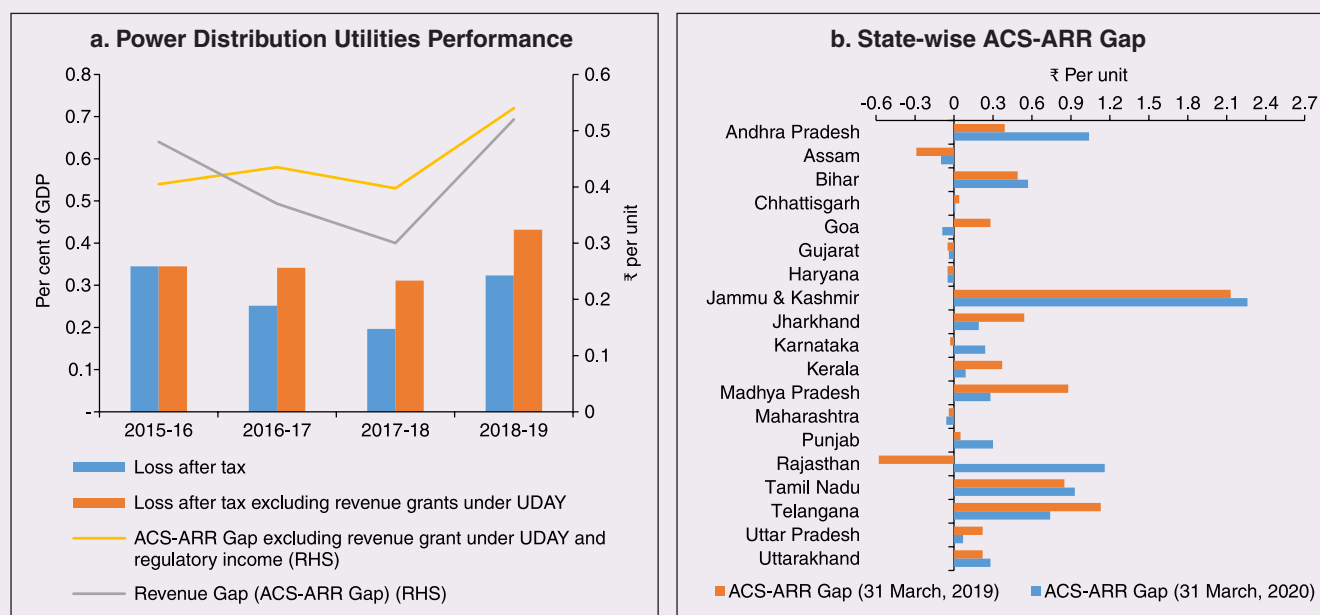 a. Power Distribution Utilities Performance
0.8
0.7
0.6
0.5
0.4
0.3
0.2
0.1
-
Per cent of GDP
0.6
0.5
0.4
0.3
0.2
0.1
0
₹ per unit
2015-16 2016-17 2017-18 2018-19
Loss after tax
Loss after tax excluding revenue grants under UDAY
ACS-ARR Gap excluding revenue grant under UDAY and
regulatory income (RHS)
Revenue Gap (ACS-ARR Gap) (RHS)
b. State-wise ACS-ARR Gap
₹ Per unit
-0.6 -0.3 0 0.3 0.6 0.9 1.2 1.5 1.8 2.1 2.4 2.7
Andhra Pradesh
Assam
Bihar
Chhattisgarh
Goa
Gujarat
Haryana
Jammu & Kashmir
Jharkhand
Karnataka
Kerala
Madhya Pradesh
Maharashtra
Punjab
Rajasthan
Tamil Nadu
Telangana
Uttar Pradesh
Uttarakhand
ACS-ARR Gap (31 March, 2019) ACS-ARR Gap (31 March, 2020)